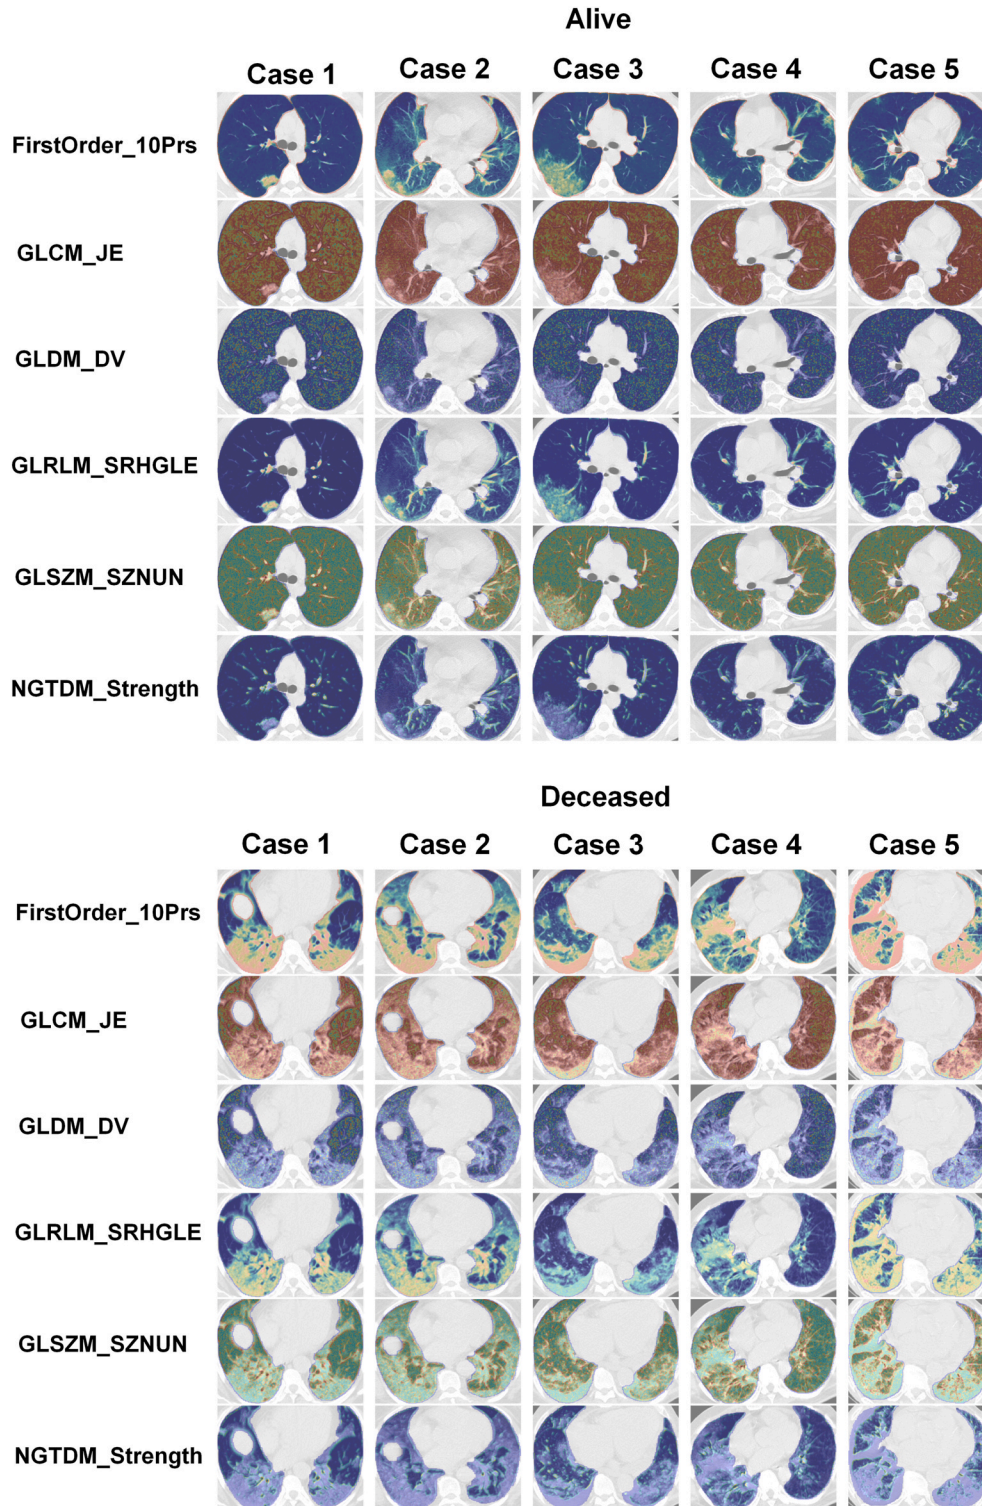 Alive
Case 1 Case 2 Case 3 Case 4 Case 5
FirstOrder_10Prs
GLCM_JE
GLDM_DV
GLRLM_SRHGLE
GLSZM_SZNUN
NGTDM_Strength
Deceased
Case 1 Case 2 Case 3 Case 4 Case 5
FirstOrder_10Prs
GLCM_JE
GLDM_DV
GLRLM_SRHGLE
GLSZM_SZNUN
NGTDM_Strength